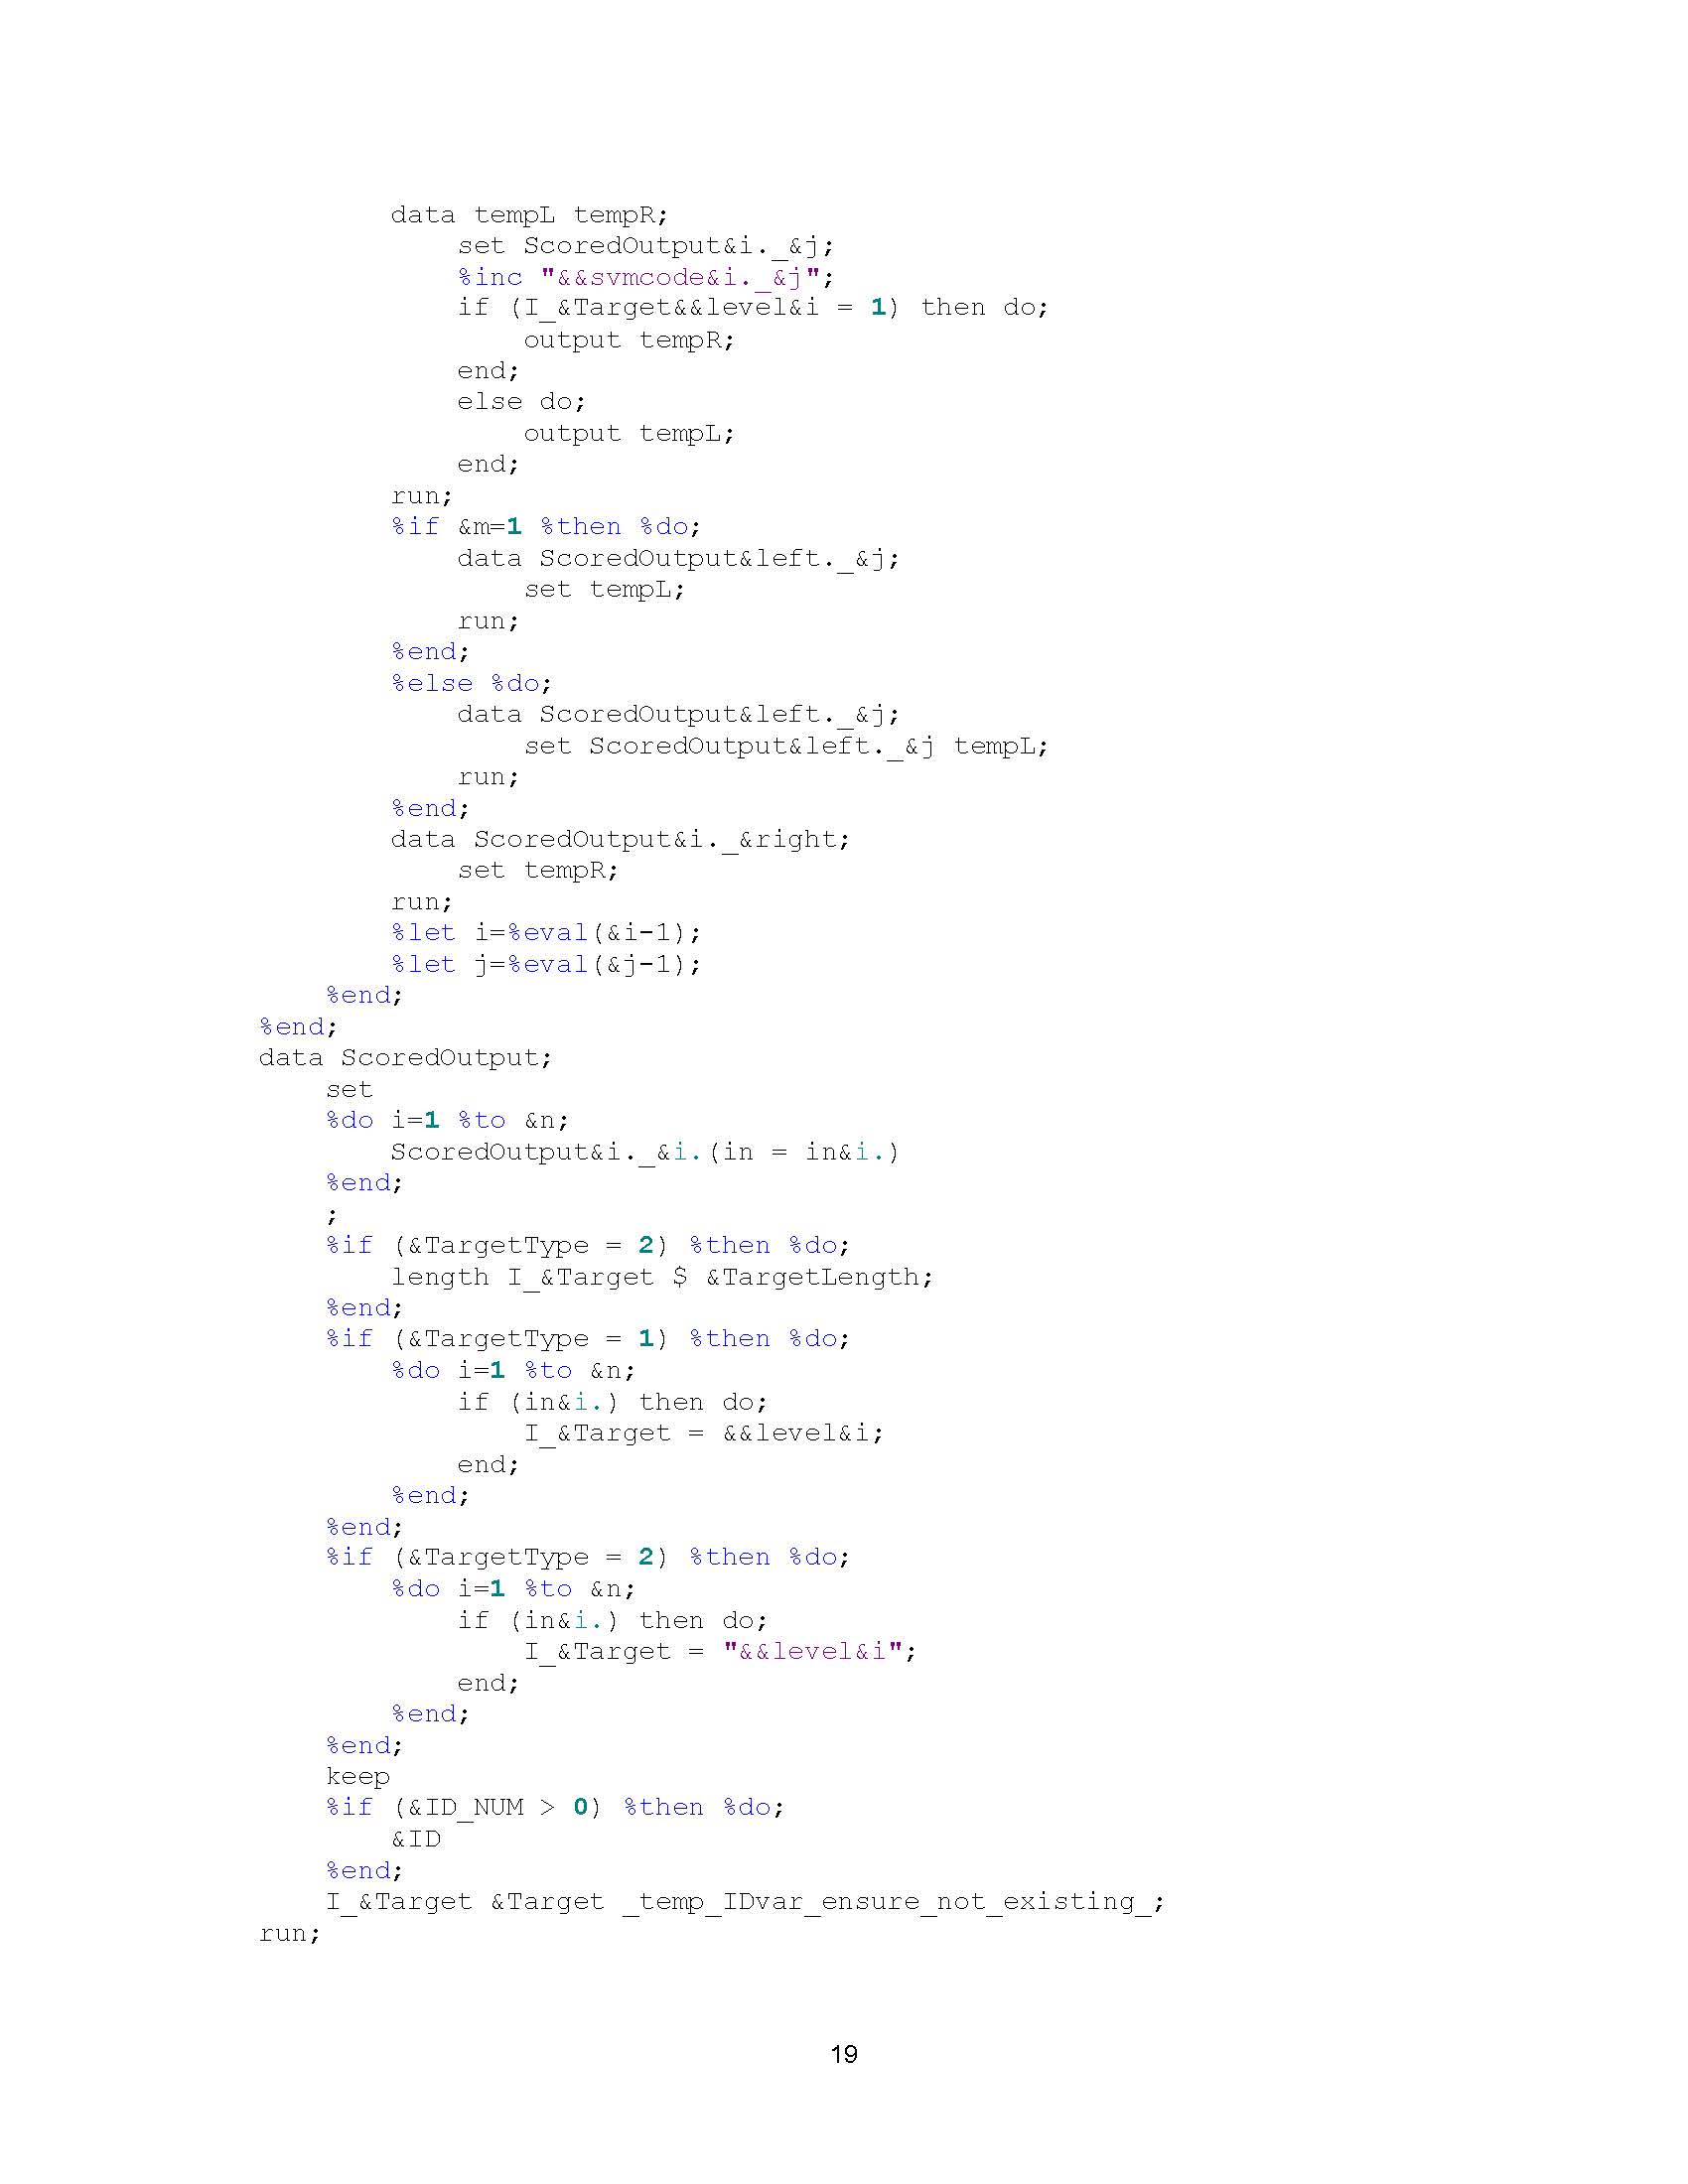 data tempL tempR;
set ScoredOutput&i._&j;
%inc "&&svmcode&i._&j";
if (I_&Target&&level&i = 1) then do;
output tempR;
end;
else do;
output tempL;
end;
run;
%if &m=1 %then %do;
data ScoredOutput&left._&j;
set tempL;
run;
%end;
%else %do;
data ScoredOutput&left._&j;
set ScoredOutput&left._&j tempL;
run;
%end;
data ScoredOutput&i._&right;
set tempR;
run;
%let i=%eval(&i-1);
%let j=%eval(&j-1);
%end;
%end;
data ScoredOutput;
set
%do i=1 %to &n;
ScoredOutput&i._&i.(in = in&i.)
%end;
;
%if (&TargetType = 2) %then %do;
length I_&Target $ &TargetLength;
%end;
%if (&TargetType = 1) %then %do;
%do i=1 %to &n;
if (in&i.) then do;
I_&Target = &&level&i;
end;
%end;
%end;
%if (&TargetType = 2) %then %do;
%do i=1 %to &n;
if (in&i.) then do;
I_&Target = "&&level&i";
end;
%end;
%end;
keep
%if (&ID_NUM > 0) %then %do;
&ID
%end;
I_&Target &Target _temp_IDvar_ensure_not_existing_;
run;
19